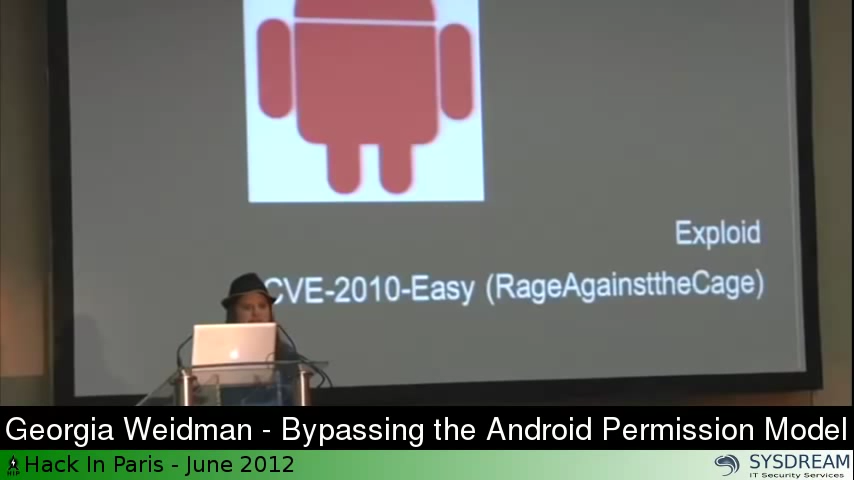 Exploid
CVE-2010-Easy (RageAgainsttheCage)
Georgia Weidman - Bypassing the Android Permission Model
HIP
Hack In Paris - June 2012
SYSDREAM
IT Security Services